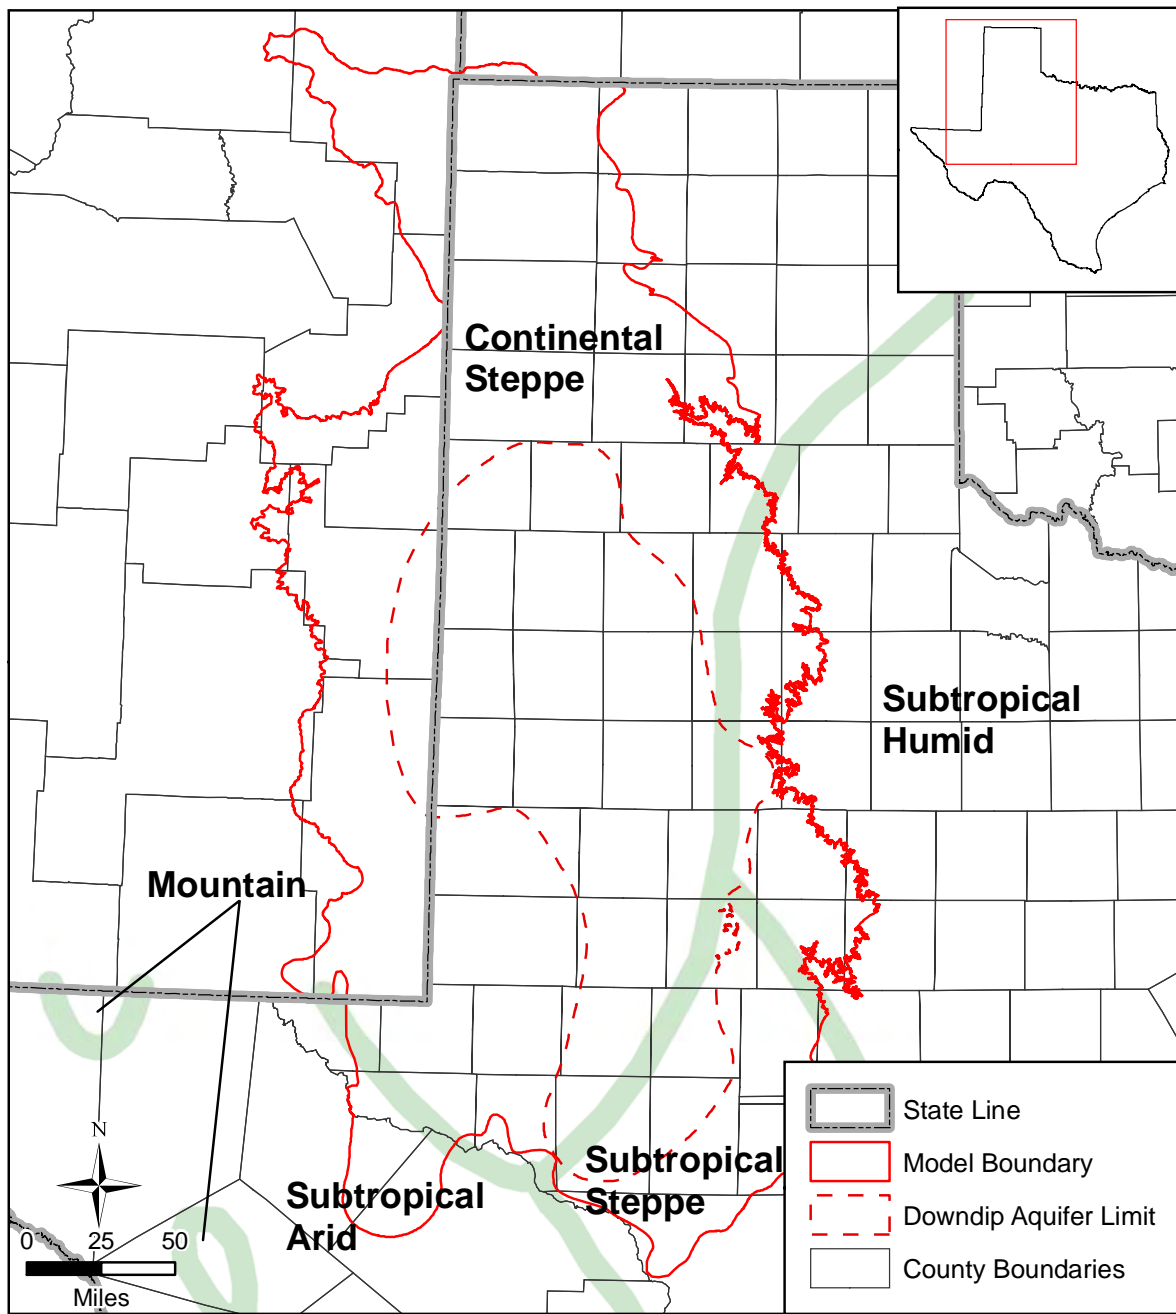 Continental
Steppe
Subtropical
Humid
Mountain
Subtropical
Steppe
Subtropical
Arid
N
0 25 50
Miles
State Line
Model Boundary
Downdip Aquifer Limit
County Boundaries